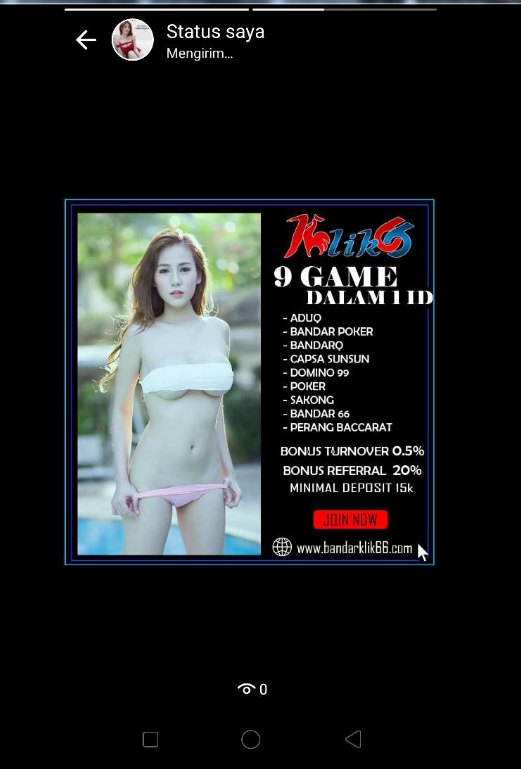 Status saya
Mengirim...
Klik66
9 GAME
DALAM 1 ID
- ADUQ
- BANDAR POKER
- BANDARQ
- CAPSA SUNSUN
- DOMINO 99
- POKER
- SAKONG
- BANDAR 66
- PERANG BACCARAT
BONUS TURNOVER 0.5%
BONUS REFERRAL 20%
MINIMAL DEPOSIT 15k
JOIN NOW
www.bandarklik66.com
0